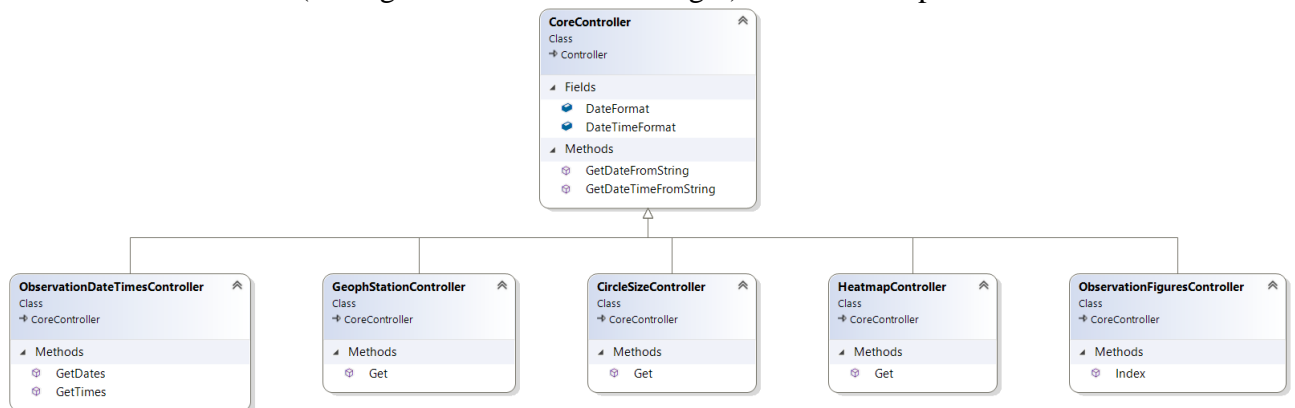 CoreController
Class
Controller
Fields
DateFormat
DateTimeFormat
Methods
GetDateFromString
GetDateTimeFromString
ObservationDateTimesController
Class
CoreController
Methods
GetDates
GetTimes
GeophStationController
Class
CoreController
Methods
Get
CircleSizeController
Class
CoreController
Methods
Get
HeatmapController
Class
CoreController
Methods
Get
ObservationFiguresController
Class
CoreController
Methods
Index